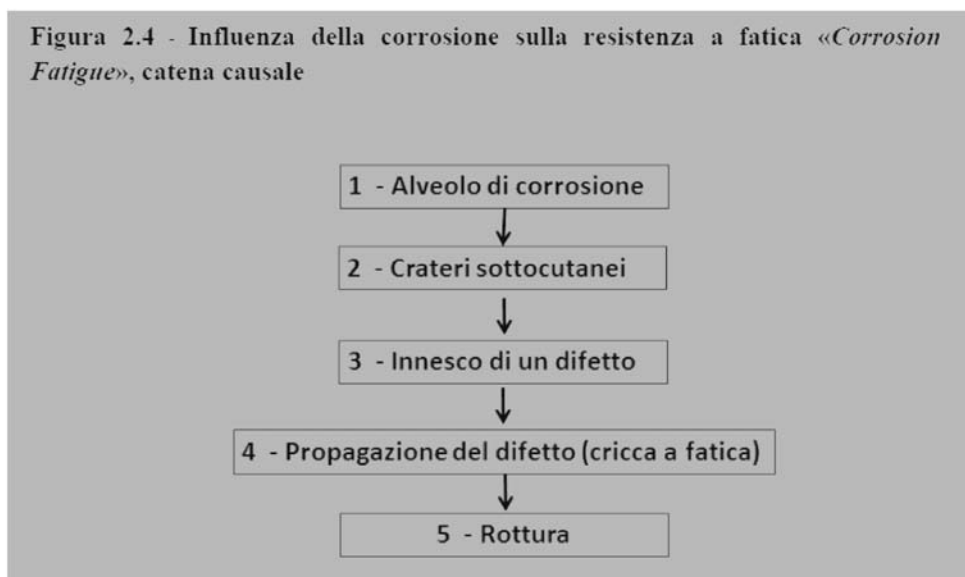 Figura 2.4 - Influenza della corrosione sulla resistenza a fatica «Corrosion
Fatigue», catena causale
1 - Alveolo di corrosione
2 - Crateri sottocutanei
3 - Innesco di un difetto
4 - Propagazione del difetto (cricca a fatica)
5 - Rottura